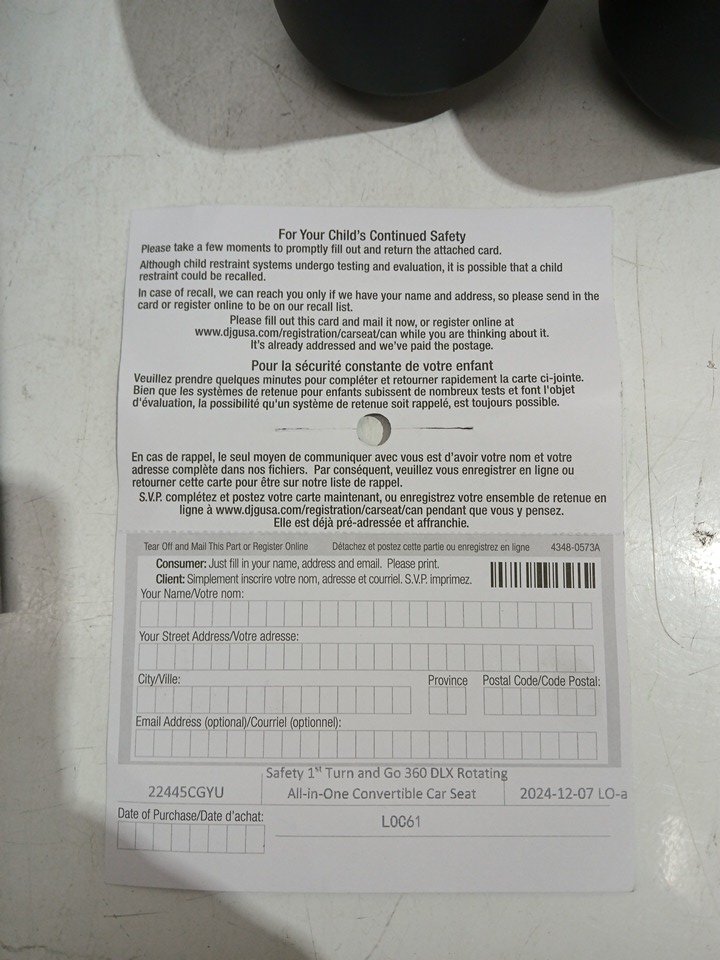 For Your Child's Continued Safety
Please take a few moments to promptly fill out and return the attached card.
Although child restraint systems undergo testing and evaluation, it is possible that a child
restraint could be recalled.
In case of recall, we can reach you only if we have your name and address, so please send in the
card or register online to be on our recall list.
Please fill out this card and mail it now, or register online at
www.djgusa.com/registration/carseat/can while you are thinking about it.
It's already addressed and we've paid the postage.
Pour la sécurité constante de votre enfant
Veuillez prendre quelques minutes pour compléter et retourner rapidement la carte ci-jointe.
Bien que les systèmes de retenue pour enfants subissent de nombreux tests et font l'objet
d'évaluation, la possibilité qu'un système de retenue soit rappelé, est toujours possible.
En cas de rappel, le seul moyen de communiquer avec vous est d'avoir votre nom et votre
adresse complète dans nos fichiers. Par conséquent, veuillez vous enregistrer en ligne ou
retourner cette carte pour être sur notre liste de rappel.
S.V.P. complétez et postez votre carte maintenant, ou enregistrez votre ensemble de retenue en
ligne à www.djgusa.com/registration/carseat/can pendant que vous y pensez.
Elle est déjà pré-adressée et affranchie.
Tear Off and Mail This Part or Register Online Détachez et postez cette partie ou enregistrez en ligne 4348-0573A
Consumer: Just fill in your name, address and email. Please print.
Client: Simplement inscrire votre nom, adresse et courriel. S.V.P. imprimez.
Your Name/Votre nom:
Your Street Address/Votre adresse:
City/Ville: Province Postal Code/Code Postal:
Email Address (optional)/Courriel (optionnel):
Safety 1st Turn and Go 360 DLX Rotating
22445CGYU All-in-One Convertible Car Seat 2024-12-07 LO-a
Date of Purchase/Date d'achat: L0C61